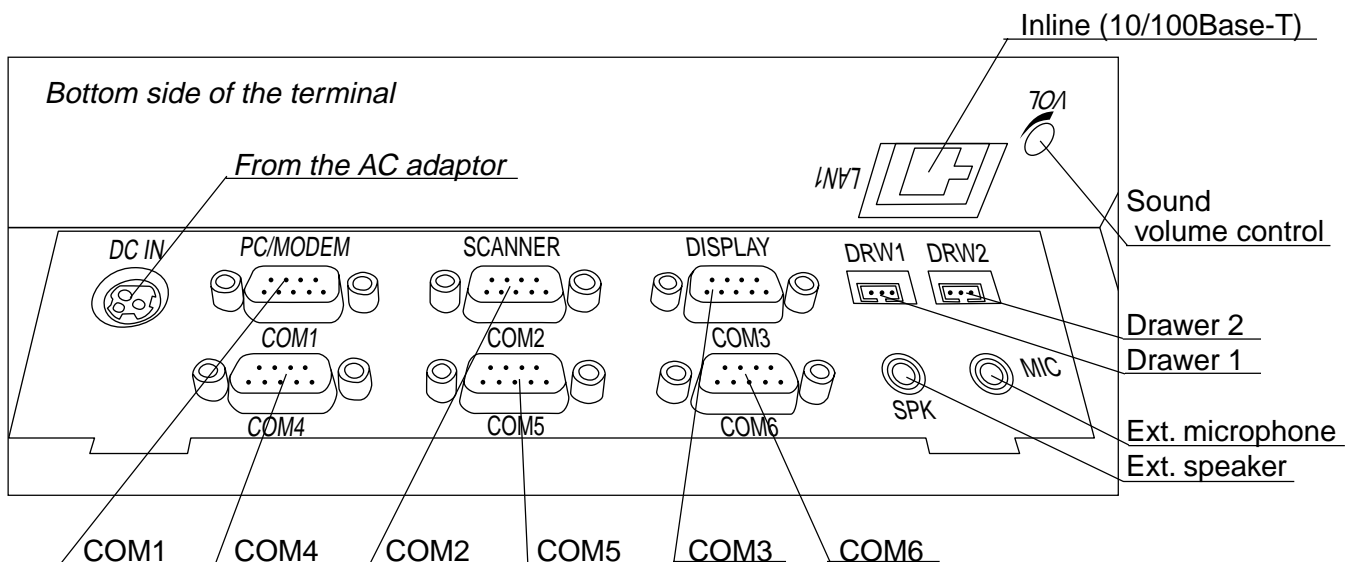 Inline (10/100Base-T)
Bottom side of the terminal
VOL
From the AC adaptor
LAN1
Sound
volume control
DC IN
PC/MODEM
SCANNER
DISPLAY
DRW1
DRW2
Drawer 2
COM1
COM2
COM3
Drawer 1
MIC
SPK
COM4
COM5
COM6
Ext. microphone
Ext. speaker
COM1
COM4
COM2
COM5
COM3
COM6